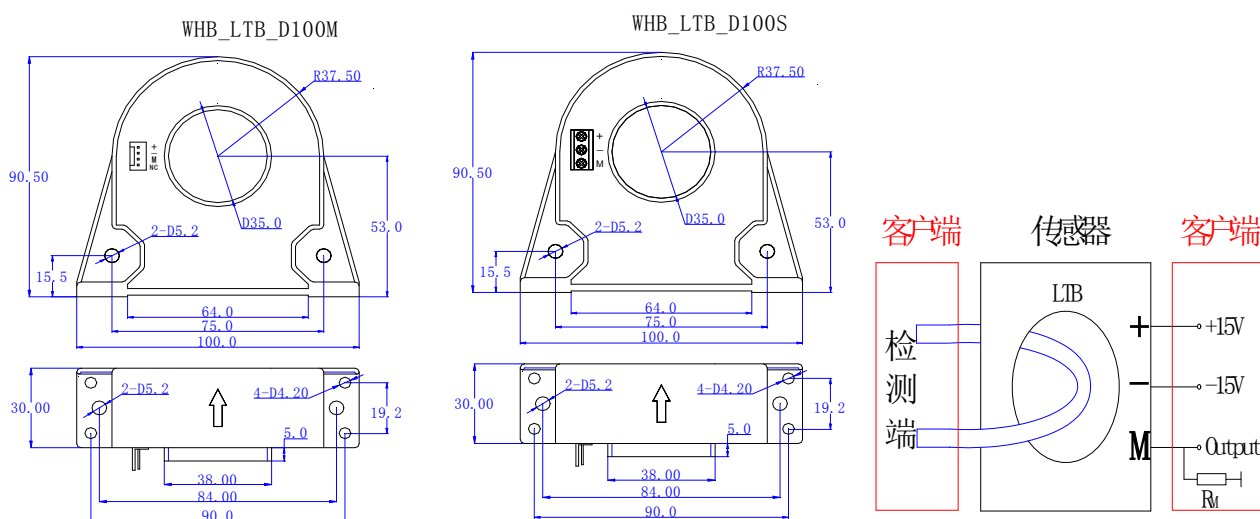 WHB_LTB_D100M
R37.50
+
−
M
NC
90.50
D35.0
53.0
2-D5.2
15.5
64.0
75.0
100.0
2-D5.2
4-D4.20
30.00
19.2
5.0
38.00
84.00
90.0
WHB_LTB_D100S
R37.50
+
−
M
90.50
D35.0
53.0
2-D5.2
15.5
64.0
75.0
100.0
2-D5.2
4-D4.20
30.00
19.2
5.0
38.00
84.00
90.0
客户端 传感器 客户端
LTB
检测端
+ +15V
− -15V
M Output
RM